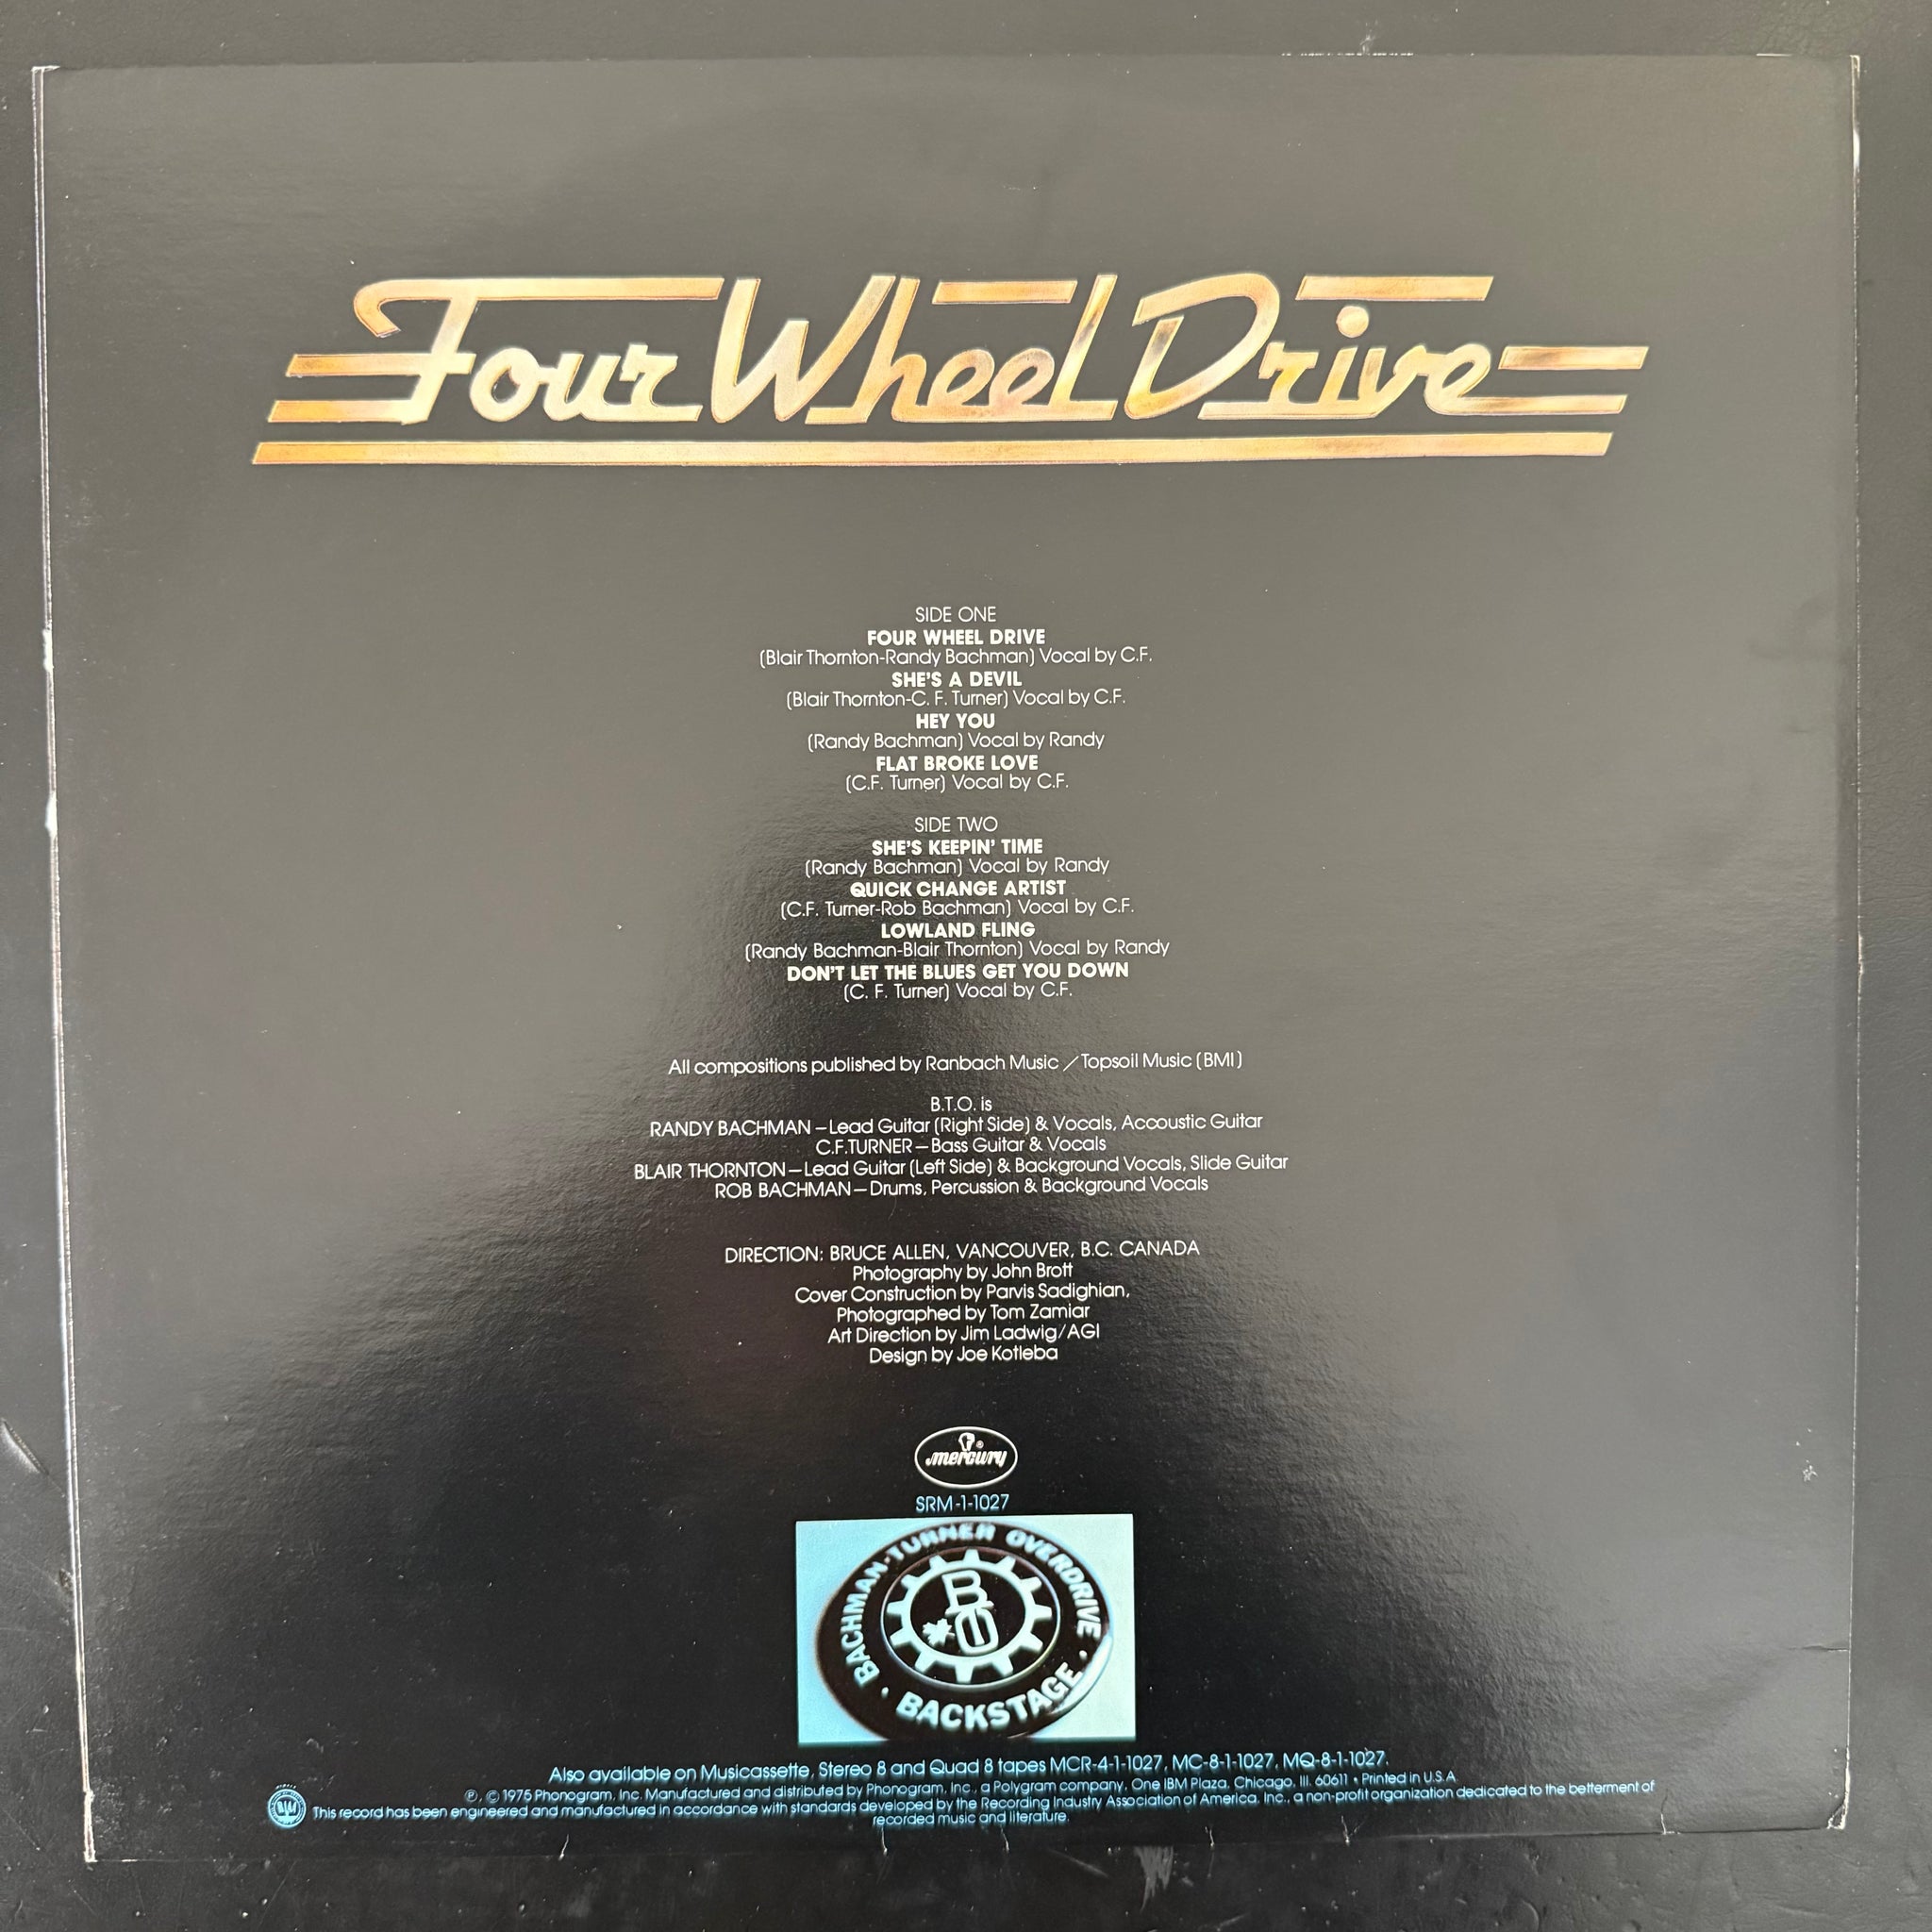 Four Wheel Drive
SIDE ONE
FOUR WHEEL DRIVE
(Blair Thornton-Randy Bachman) Vocal by C.F.
SHE'S A DEVIL
(Blair Thornton-C. F. Turner) Vocal by C.F.
HEY YOU
(Randy Bachman) Vocal by Randy
FLAT BROKE LOVE
(C.F. Turner) Vocal by C.F.
SIDE TWO
SHE'S KEEPIN' TIME
(Randy Bachman) Vocal by Randy
QUICK CHANGE ARTIST
(C.F. Turner-Rob Bachman) Vocal by C.F.
LOWLAND FLING
(Randy Bachman-Blair Thornton) Vocal by Randy
DON'T LET THE BLUES GET YOU DOWN
(C. F. Turner) Vocal by C.F.
All compositions published by Ranbach Music / Topsoil Music (BMI)
B.T.O. is
RANDY BACHMAN – Lead Guitar (Right Side) & Vocals, Accoustic Guitar
C.F.TURNER – Bass Guitar & Vocals
BLAIR THORNTON – Lead Guitar (Left Side) & Background Vocals, Slide Guitar
ROB BACHMAN – Drums, Percussion & Background Vocals
DIRECTION: BRUCE ALLEN, VANCOUVER, B.C. CANADA
Photography by John Brott
Cover Construction by Parvis Sadighian,
Photographed by Tom Zamiar
Art Direction by Jim Ladwig/AGI
Design by Joe Kotleba
mercury ®
SRM-1-1027
BACHMAN-TURNER OVERDRIVE
BTO
• BACKSTAGE •
Also available on Musicassette, Stereo 8 and Quad 8 tapes MCR-4-1-1027, MC-8-1-1027, MQ-8-1-1027.
℗, © 1975 Phonogram, Inc. Manufactured and distributed by Phonogram, Inc., a Polygram company, One IBM Plaza, Chicago, Ill. 60611 • Printed in U.S.A
This record has been engineered and manufactured in accordance with standards developed by the Recording Industry Association of America, Inc., a non-profit organization dedicated to the betterment of
recorded music and literature.